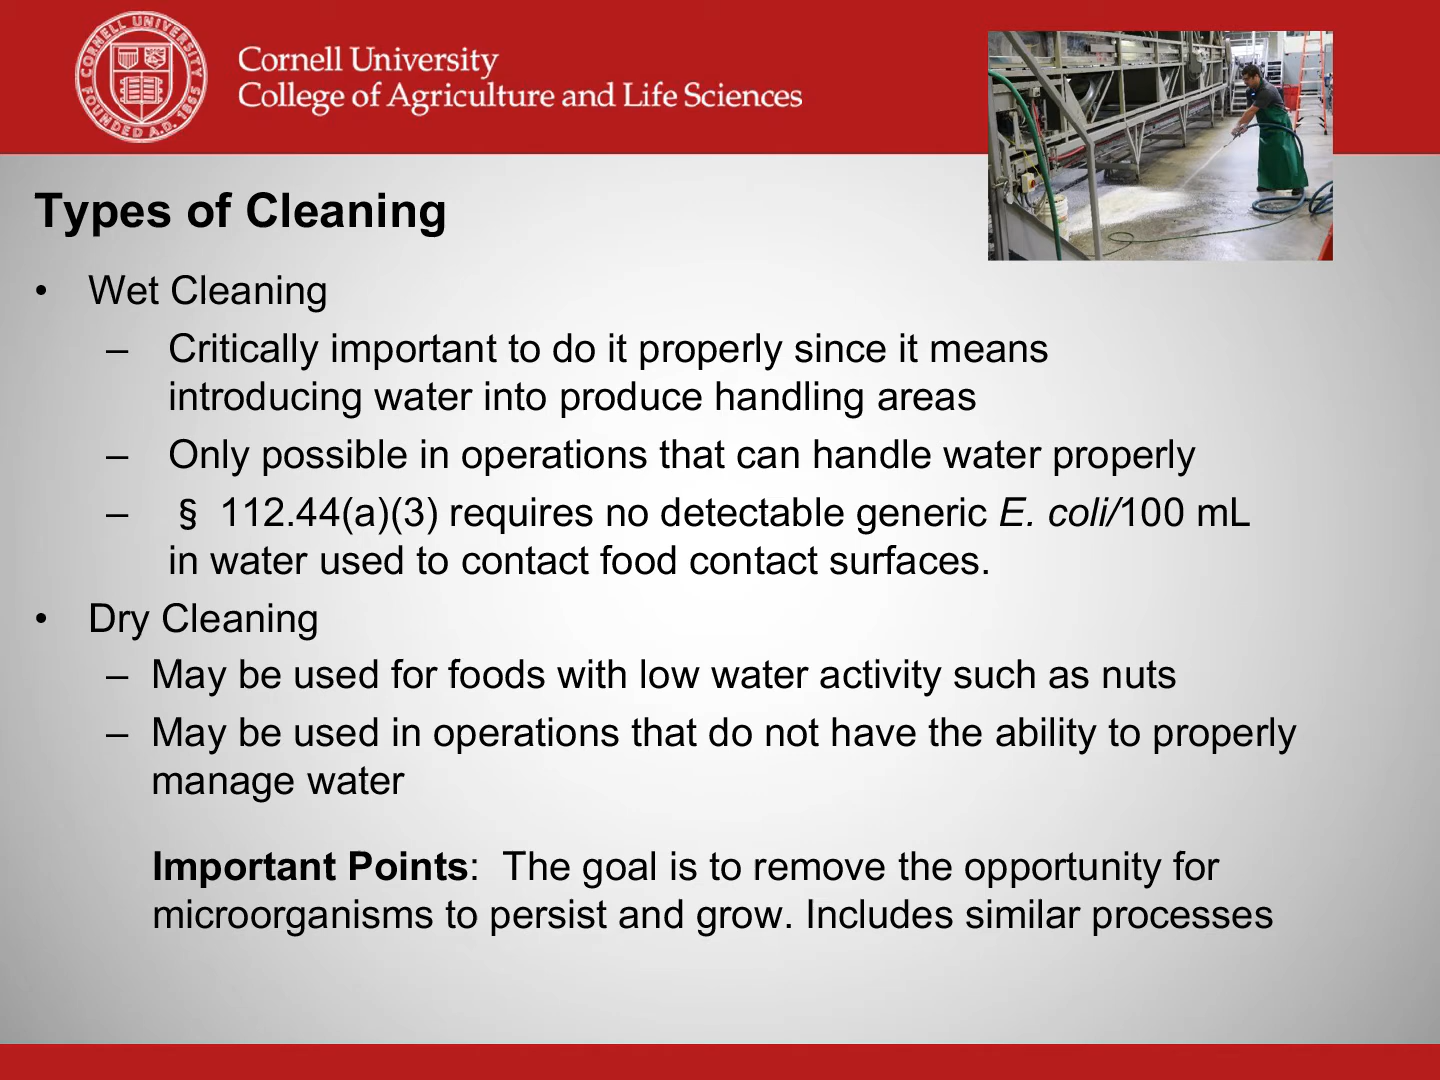 CORNELL UNIVERSITY
FOUNDED A.D. 1865
Cornell University
College of Agriculture and Life Sciences
Types of Cleaning
• Wet Cleaning
– Critically important to do it properly since it means
introducing water into produce handling areas
– Only possible in operations that can handle water properly
– § 112.44(a)(3) requires no detectable generic E. coli/100 mL
in water used to contact food contact surfaces.
• Dry Cleaning
– May be used for foods with low water activity such as nuts
– May be used in operations that do not have the ability to properly
manage water
Important Points: The goal is to remove the opportunity for
microorganisms to persist and grow. Includes similar processes